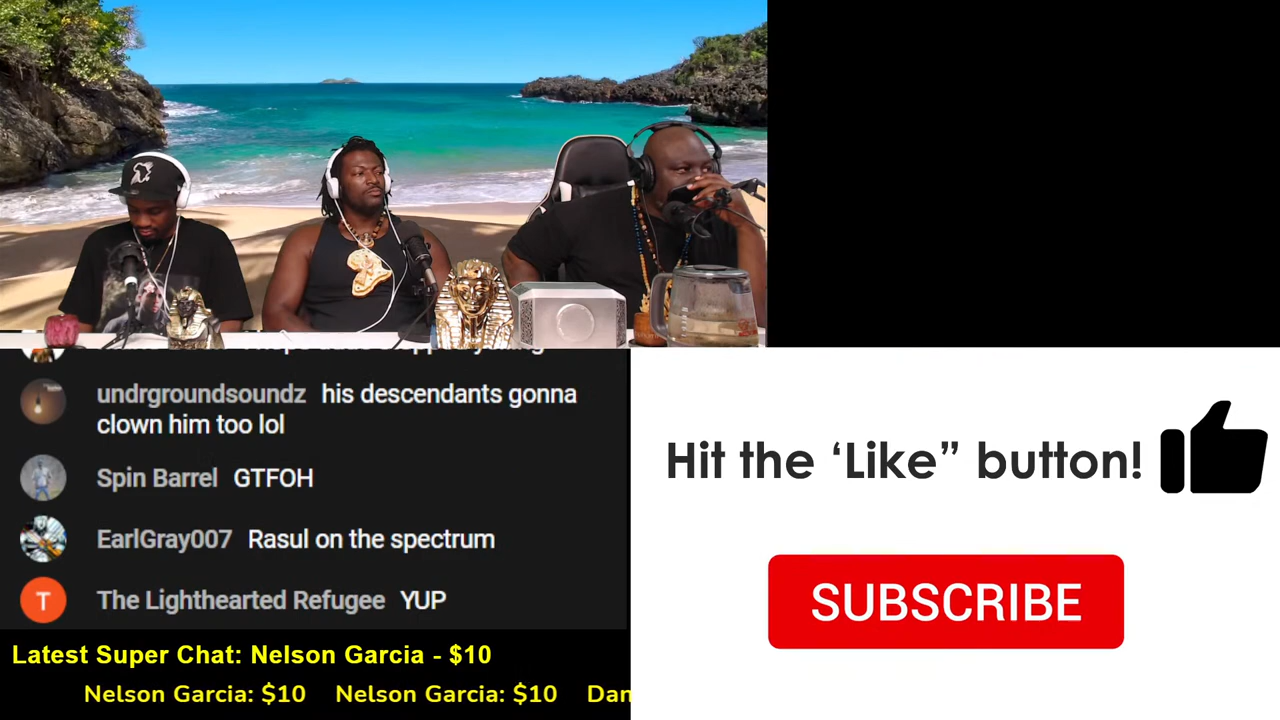 undrgroundsoundz his descendants gonna
clown him too lol
Spin Barrel GTFOH
EarlGray007 Rasul on the spectrum
T The Lighthearted Refugee YUP
Latest Super Chat: Nelson Garcia - $10
Nelson Garcia: $10 Nelson Garcia: $10 Dan
Hit the ‘Like” button!
SUBSCRIBE